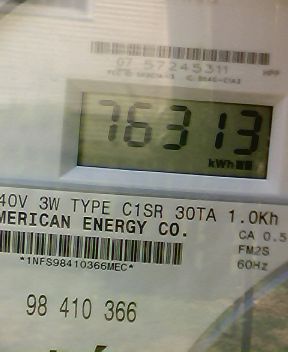 07 57245311
76313
kWh
40V 3W TYPE C1SR 30TA 1.0Kh
MERICAN ENERGY CO.
CA 0.5
FM2S
*1NFS98410366MEC*
60Hz
98 410 366